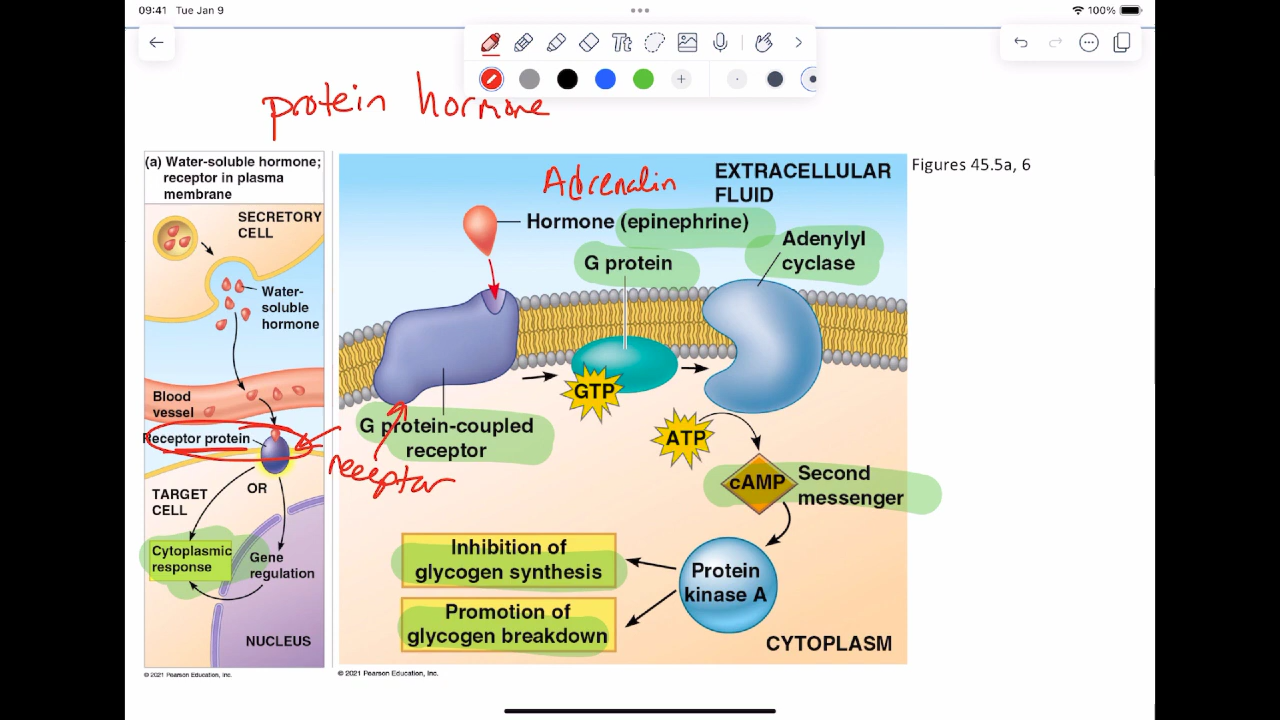 09:41 Tue Jan 9
100%
Tt
protein hormone
(a) Water-soluble hormone;
receptor in plasma
membrane
SECRETORY
CELL
Water-
soluble
hormone
Blood
vessel
Receptor protein
receptor
OR
TARGET
CELL
Cytoplasmic
response
Gene
regulation
NUCLEUS
© 2021 Pearson Education, Inc.
Adrenalin
EXTRACELLULAR
FLUID
Hormone (epinephrine)
G protein
Adenylyl
cyclase
GTP
G protein-coupled
receptor
ATP
cAMP
Second
messenger
Inhibition of
glycogen synthesis
Protein
kinase A
Promotion of
glycogen breakdown
CYTOPLASM
© 2021 Pearson Education, Inc.
Figures 45.5a, 6